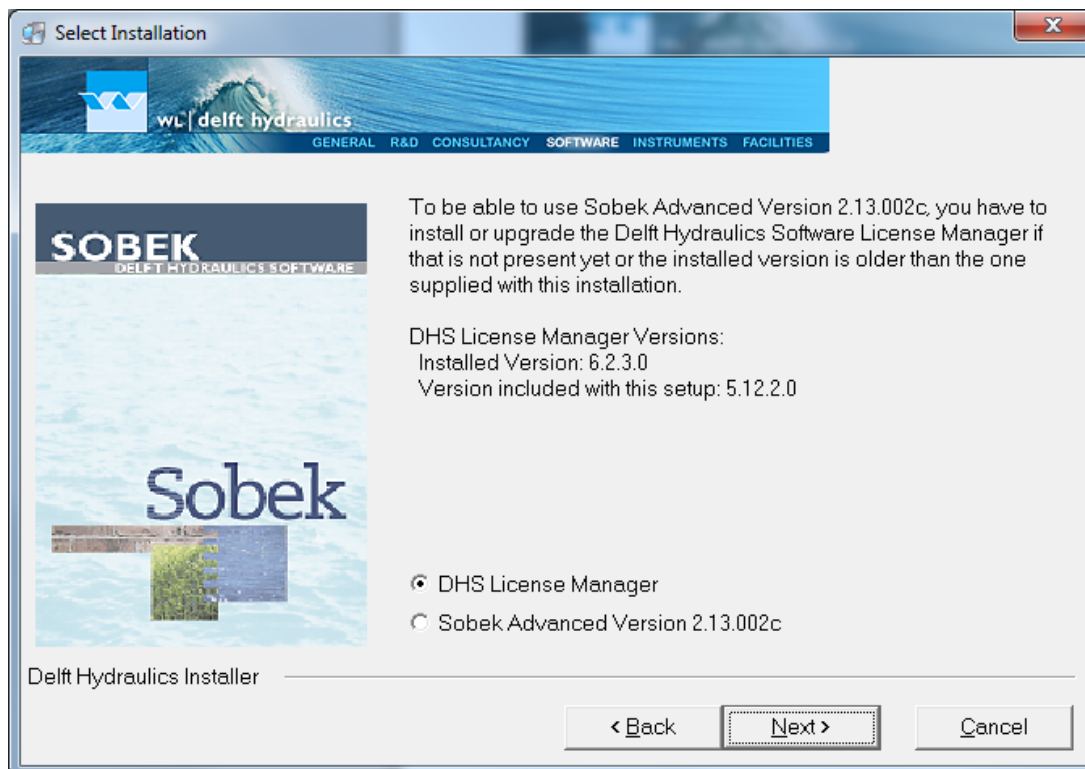 Select Installation
WL | delft hydraulics
GENERAL R&D CONSULTANCY SOFTWARE INSTRUMENTS FACILITIES
SOBEK
DELFT HYDRAULICS SOFTWARE
Sobek
To be able to use Sobek Advanced Version 2.13.002c, you have to
install or upgrade the Delft Hydraulics Software License Manager if
that is not present yet or the installed version is older than the one
supplied with this installation.
DHS License Manager Versions:
Installed Version: 6.2.3.0
Version included with this setup: 5.12.2.0
DHS License Manager
Sobek Advanced Version 2.13.002c
Delft Hydraulics Installer
< Back
Next >
Cancel